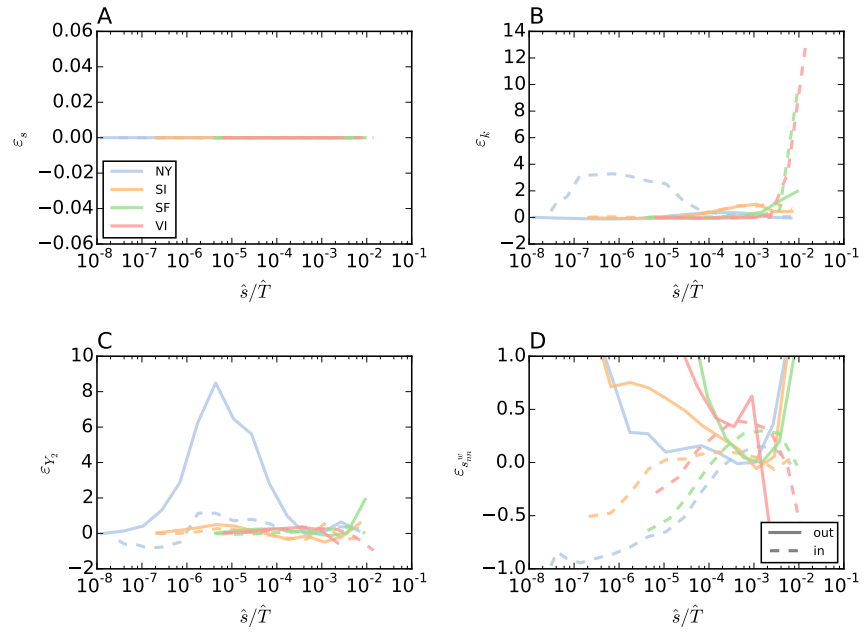 A
0.06
0.04
0.02
0.00
−0.02
−0.04
−0.06
ε_s
NY
SI
SF
VI
10^-8 10^-7 10^-6 10^-5 10^-4 10^-3 10^-2 10^-1
ŝ/T̂
B
14
12
10
8
6
4
2
0
−2
ε_k
10^-8 10^-7 10^-6 10^-5 10^-4 10^-3 10^-2 10^-1
ŝ/T̂
C
10
8
6
4
2
0
−2
ε_{Y_2}
10^-8 10^-7 10^-6 10^-5 10^-4 10^-3 10^-2 10^-1
ŝ/T̂
D
1.0
0.5
0.0
−0.5
−1.0
ε_{s_{nn}^w}
out
in
10^-8 10^-7 10^-6 10^-5 10^-4 10^-3 10^-2 10^-1
ŝ/T̂